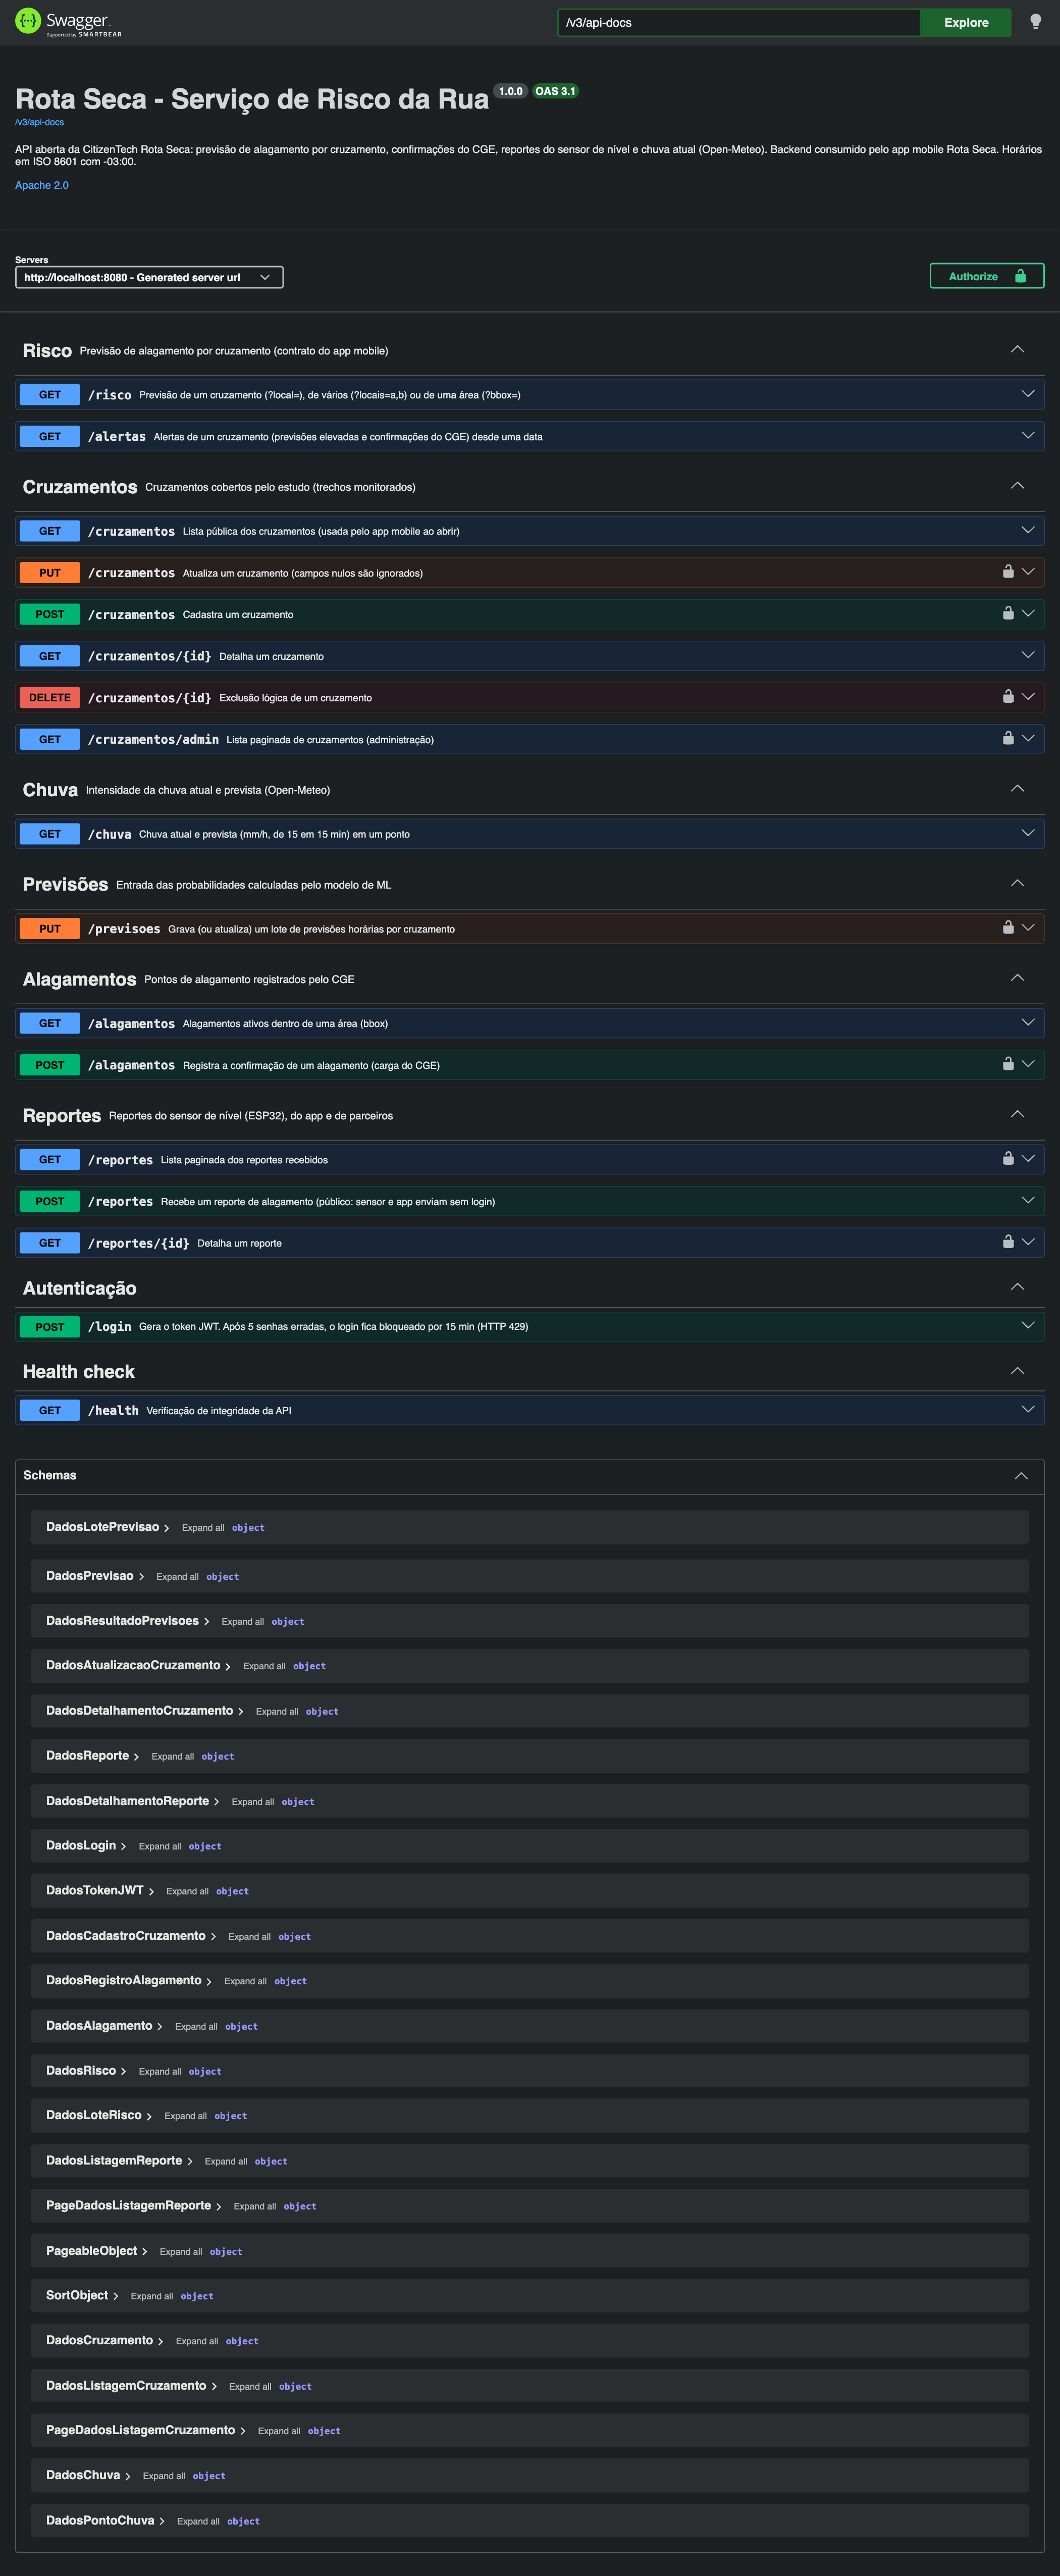 Swagger.
Supported by SMARTBEAR
/v3/api-docs
Explore
Rota Seca - Serviço de Risco da Rua 1.0.0 OAS 3.1
/v3/api-docs
API aberta da CitizenTech Rota Seca: previsão de alagamento por cruzamento, confirmações do CGE, reportes do sensor de nível e chuva atual (Open-Meteo). Backend consumido pelo app mobile Rota Seca. Horários
em ISO 8601 com -03:00.
Apache 2.0
Servers
http://localhost:8080 - Generated server url
Authorize
Risco Previsão de alagamento por cruzamento (contrato do app mobile)
GET /risco Previsão de um cruzamento (?local=), de vários (?locais=a,b) ou de uma área (?bbox=)
GET /alertas Alertas de um cruzamento (previsões elevadas e confirmações do CGE) desde uma data
Cruzamentos Cruzamentos cobertos pelo estudo (trechos monitorados)
GET /cruzamentos Lista pública dos cruzamentos (usada pelo app mobile ao abrir)
PUT /cruzamentos Atualiza um cruzamento (campos nulos são ignorados)
POST /cruzamentos Cadastra um cruzamento
GET /cruzamentos/{id} Detalha um cruzamento
DELETE /cruzamentos/{id} Exclusão lógica de um cruzamento
GET /cruzamentos/admin Lista paginada de cruzamentos (administração)
Chuva Intensidade da chuva atual e prevista (Open-Meteo)
GET /chuva Chuva atual e prevista (mm/h, de 15 em 15 min) em um ponto
Previsões Entrada das probabilidades calculadas pelo modelo de ML
PUT /previsoes Grava (ou atualiza) um lote de previsões horárias por cruzamento
Alagamentos Pontos de alagamento registrados pelo CGE
GET /alagamentos Alagamentos ativos dentro de uma área (bbox)
POST /alagamentos Registra a confirmação de um alagamento (carga do CGE)
Reportes Reportes do sensor de nível (ESP32), do app e de parceiros
GET /reportes Lista paginada dos reportes recebidos
POST /reportes Recebe um reporte de alagamento (público: sensor e app enviam sem login)
GET /reportes/{id} Detalha um reporte
Autenticação
POST /login Gera o token JWT. Após 5 senhas erradas, o login fica bloqueado por 15 min (HTTP 429)
Health check
GET /health Verificação de integridade da API
Schemas
DadosLotePrevisao Expand all object
DadosPrevisao Expand all object
DadosResultadoPrevisoes Expand all object
DadosAtualizacaoCruzamento Expand all object
DadosDetalhamentoCruzamento Expand all object
DadosReporte Expand all object
DadosDetalhamentoReporte Expand all object
DadosLogin Expand all object
DadosTokenJWT Expand all object
DadosCadastroCruzamento Expand all object
DadosRegistroAlagamento Expand all object
DadosAlagamento Expand all object
DadosRisco Expand all object
DadosLoteRisco Expand all object
DadosListagemReporte Expand all object
PageDadosListagemReporte Expand all object
PageableObject Expand all object
SortObject Expand all object
DadosCruzamento Expand all object
DadosListagemCruzamento Expand all object
PageDadosListagemCruzamento Expand all object
DadosChuva Expand all object
DadosPontoChuva Expand all object